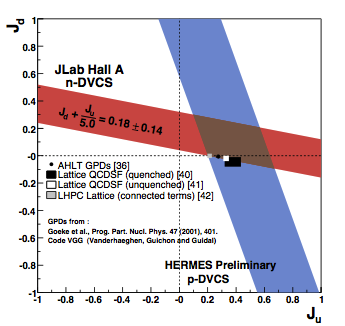 J_d
1
0.8
0.6
0.4
0.2
-0
-0.2
-0.4
-0.6
-0.8
-1
JLab Hall A
n-DVCS
J_d + J_u/5.0 = 0.18 ± 0.14
AHLT GPDs [36]
Lattice QCDSF (quenched) [40]
Lattice QCDSF (unquenched) [41]
LHPC Lattice (connected terms) [42]
GPDs from :
Goeke et al., Prog. Part. Nucl. Phys. 47 (2001), 401.
Code VGG (Vanderhaeghen, Guichon and Guidal)
HERMES Preliminary
p-DVCS
-1 -0.8 -0.6 -0.4 -0.2 -0 0.2 0.4 0.6 0.8 1
J_u